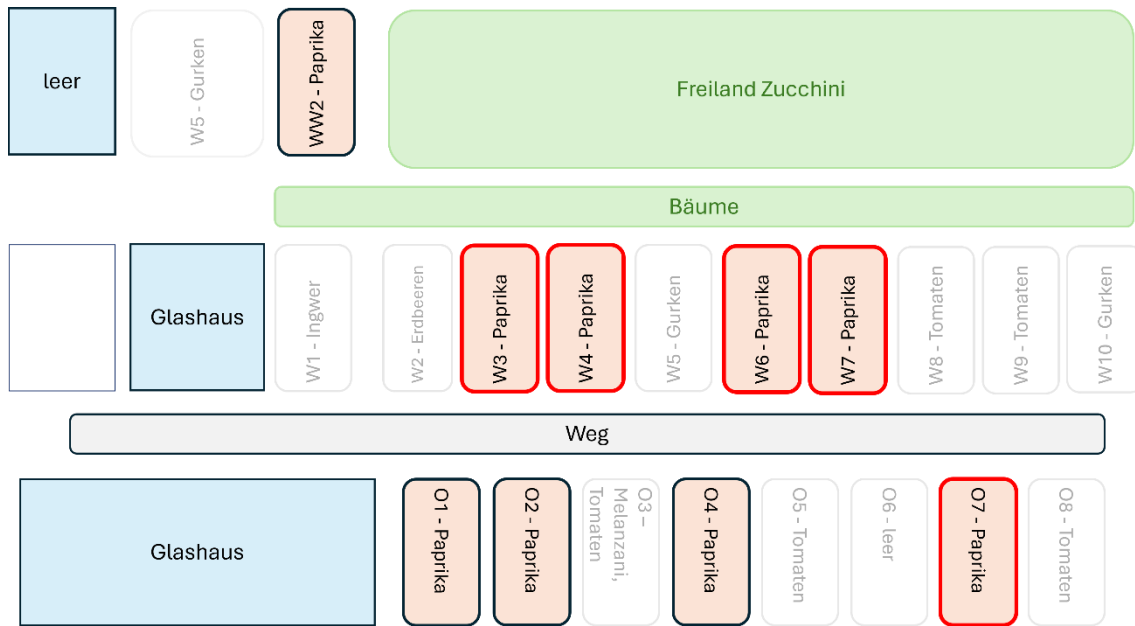 leer
W5 - Gurken
WW2 - Paprika
Freiland Zucchini
Bäume
Glashaus
W1 - Ingwer
W2 - Erdbeeren
W3 - Paprika
W4 - Paprika
W5 - Gurken
W6 - Paprika
W7 - Paprika
W8 - Tomaten
W9 - Tomaten
W10 - Gurken
Weg
Glashaus
O1 - Paprika
O2 - Paprika
O3 –
Melanzani,
Tomaten
O4 - Paprika
O5 - Tomaten
O6 - leer
O7 - Paprika
O8 - Tomaten